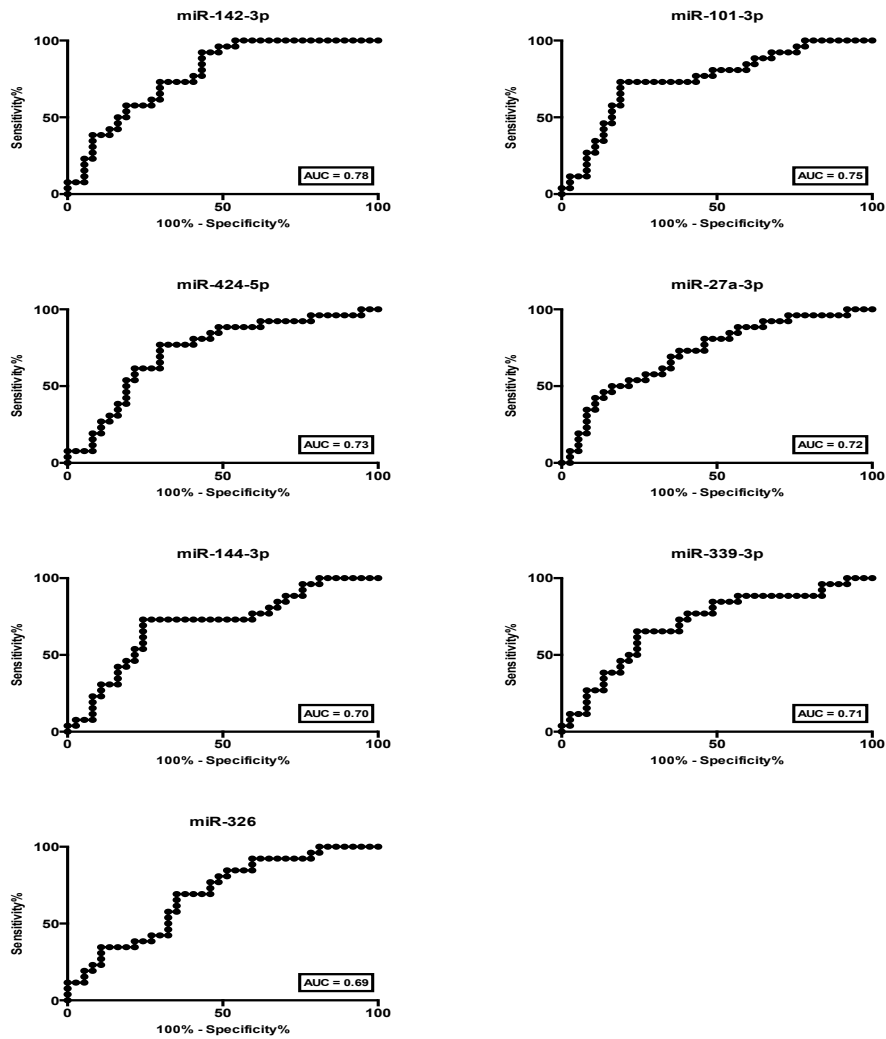 miR-142-3p
100
50
0
Sensitivity%
AUC = 0.78
0 50 100
100% - Specificity%
miR-101-3p
100
50
0
Sensitivity%
AUC = 0.75
0 50 100
100% - Specificity%
miR-424-5p
100
50
0
Sensitivity%
AUC = 0.73
0 50 100
100% - Specificity%
miR-27a-3p
100
50
0
Sensitivity%
AUC = 0.72
0 50 100
100% - Specificity%
miR-144-3p
100
50
0
Sensitivity%
AUC = 0.70
0 50 100
100% - Specificity%
miR-339-3p
100
50
0
Sensitivity%
AUC = 0.71
0 50 100
100% - Specificity%
miR-326
100
50
0
Sensitivity%
AUC = 0.69
0 50 100
100% - Specificity%